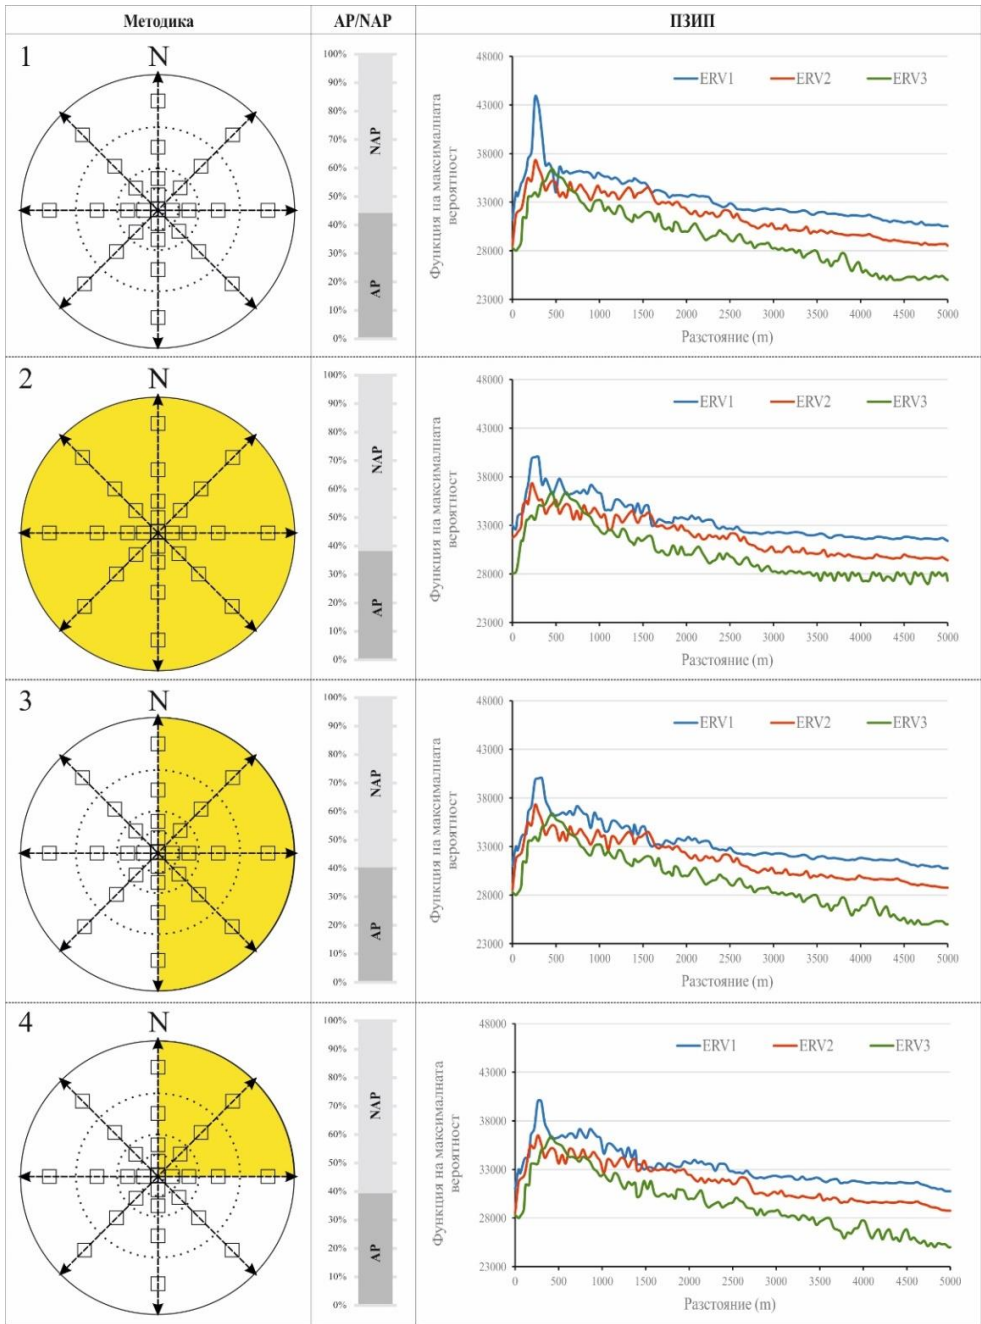 Методика AP/NAP ПЗИП
1
N
100%
90%
80%
70%
60%
50%
40%
30%
20%
10%
0%
NAP
AP
Функция на максималната
вероятност
48000
43000
38000
33000
28000
23000
ERV1 ERV2 ERV3
0 500 1000 1500 2000 2500 3000 3500 4000 4500 5000
Разстояние (m)
2
N
100%
90%
80%
70%
60%
50%
40%
30%
20%
10%
0%
NAP
AP
Функция на максималната
вероятност
48000
43000
38000
33000
28000
23000
ERV1 ERV2 ERV3
0 500 1000 1500 2000 2500 3000 3500 4000 4500 5000
Разстояние (m)
3
N
100%
90%
80%
70%
60%
50%
40%
30%
20%
10%
0%
NAP
AP
Функция на максималната
вероятност
48000
43000
38000
33000
28000
23000
ERV1 ERV2 ERV3
0 500 1000 1500 2000 2500 3000 3500 4000 4500 5000
Разстояние (m)
4
N
100%
90%
80%
70%
60%
50%
40%
30%
20%
10%
0%
NAP
AP
Функция на максималната
вероятност
48000
43000
38000
33000
28000
23000
ERV1 ERV2 ERV3
0 500 1000 1500 2000 2500 3000 3500 4000 4500 5000
Разстояние (m)